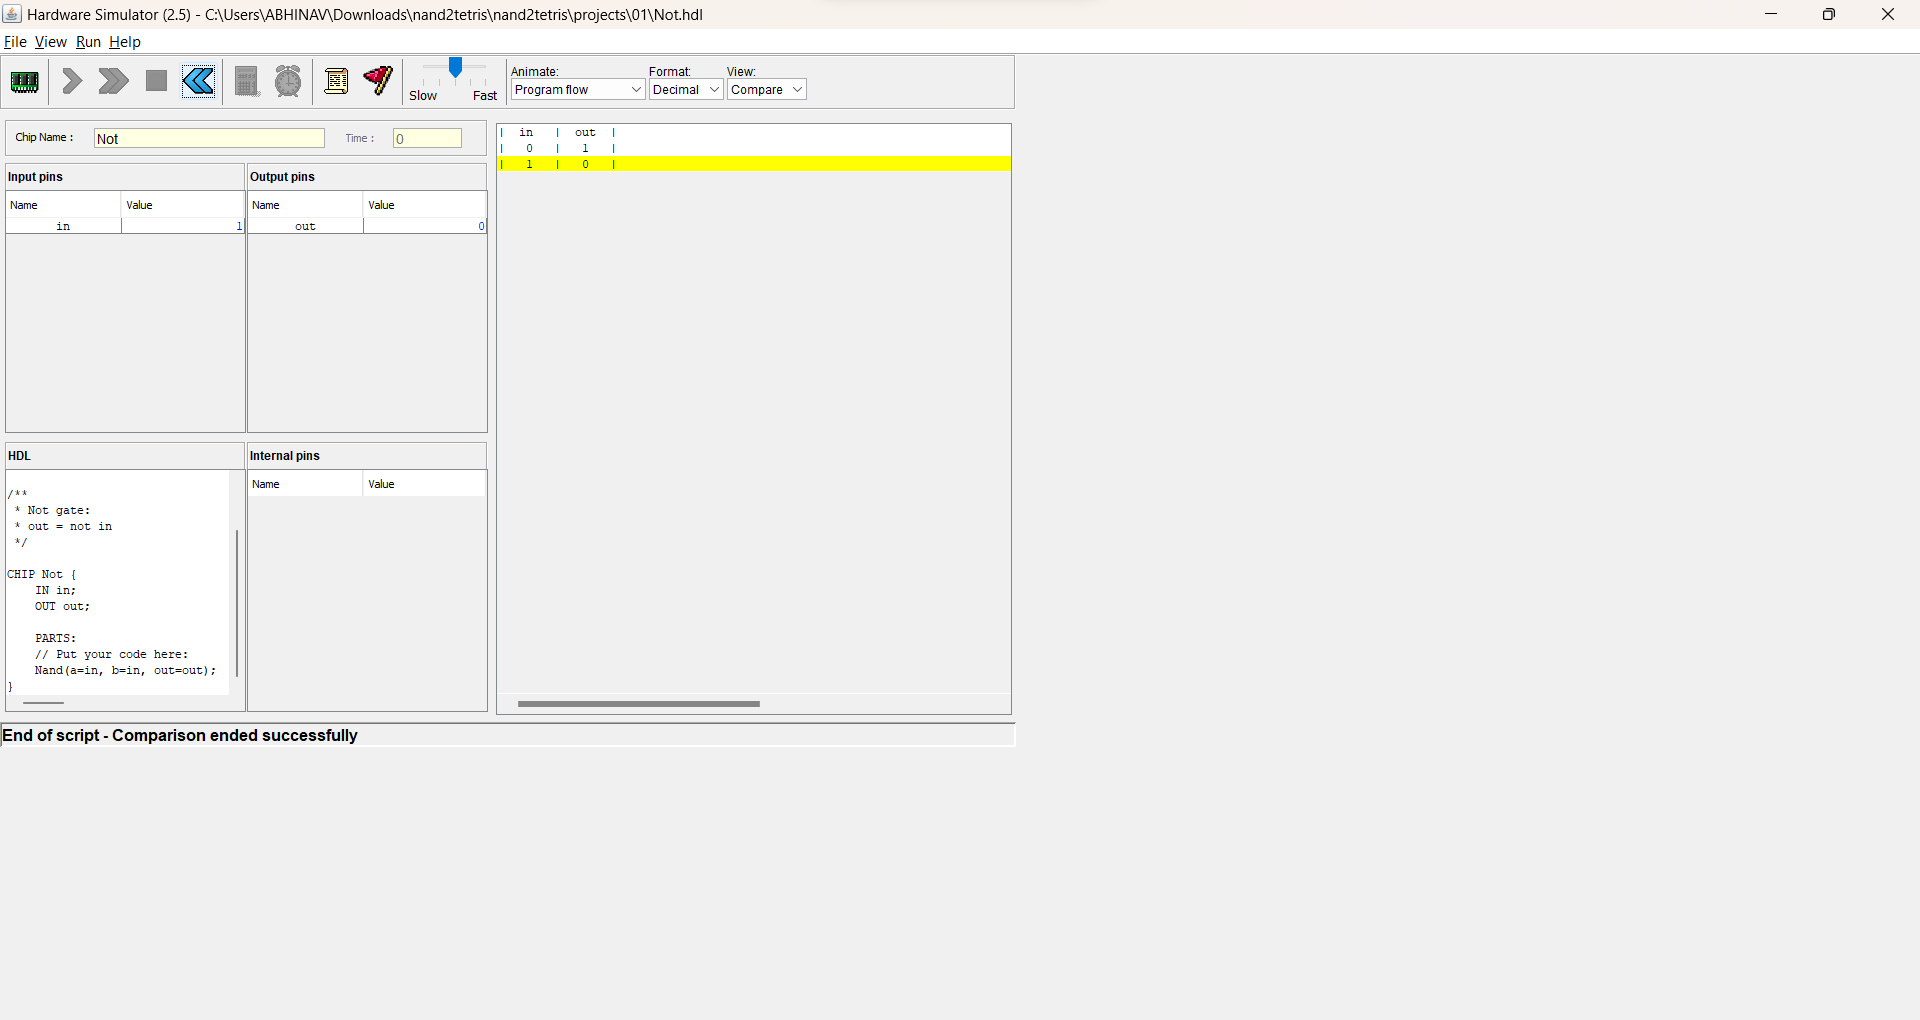 Hardware Simulator (2.5) - C:\Users\ABHINAV\Downloads\nand2tetris\nand2tetris\projects\01\Not.hdl
File View Run Help
Slow Fast
Animate: Format: View:
Program flow Decimal Compare
Chip Name : Not Time : 0
Input pins
Name Value
in 1
Output pins
Name Value
out 0
HDL
/**
* Not gate:
* out = not in
*/
CHIP Not {
IN in;
OUT out;
PARTS:
// Put your code here:
Nand(a=in, b=in, out=out);
}
Internal pins
Name Value
| in | out |
| 0 | 1 |
| 1 | 0 |
End of script - Comparison ended successfully